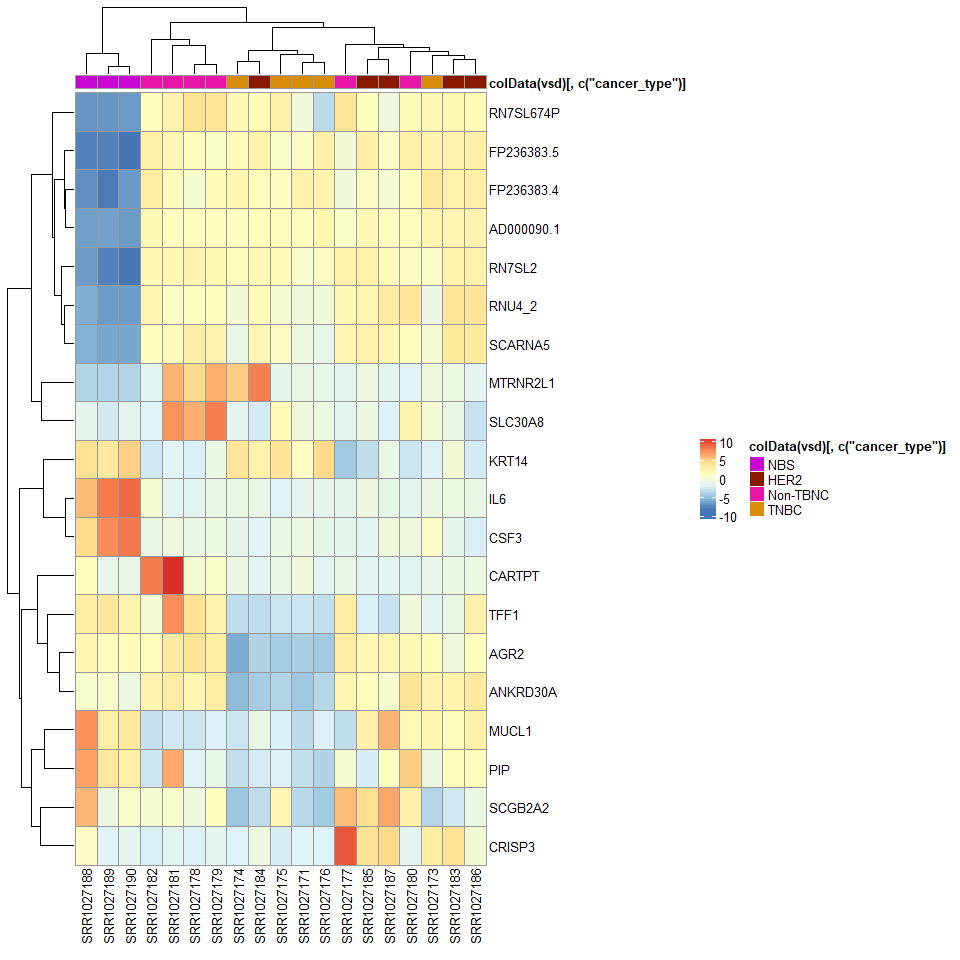 colData(vsd)[, c("cancer_type")]
RN7SL674P
FP236383.5
FP236383.4
AD000090.1
RN7SL2
RNU4_2
SCARNA5
MTRNR2L1
SLC30A8
KRT14
IL6
CSF3
CARTPT
TFF1
AGR2
ANKRD30A
MUCL1
PIP
SCGB2A2
CRISP3
SRR1027188
SRR1027189
SRR1027190
SRR1027182
SRR1027181
SRR1027178
SRR1027179
SRR1027174
SRR1027184
SRR1027175
SRR1027171
SRR1027176
SRR1027177
SRR1027185
SRR1027187
SRR1027180
SRR1027173
SRR1027183
SRR1027186
10
5
0
-5
-10
colData(vsd)[, c("cancer_type")]
NBS
HER2
Non-TBNC
TNBC